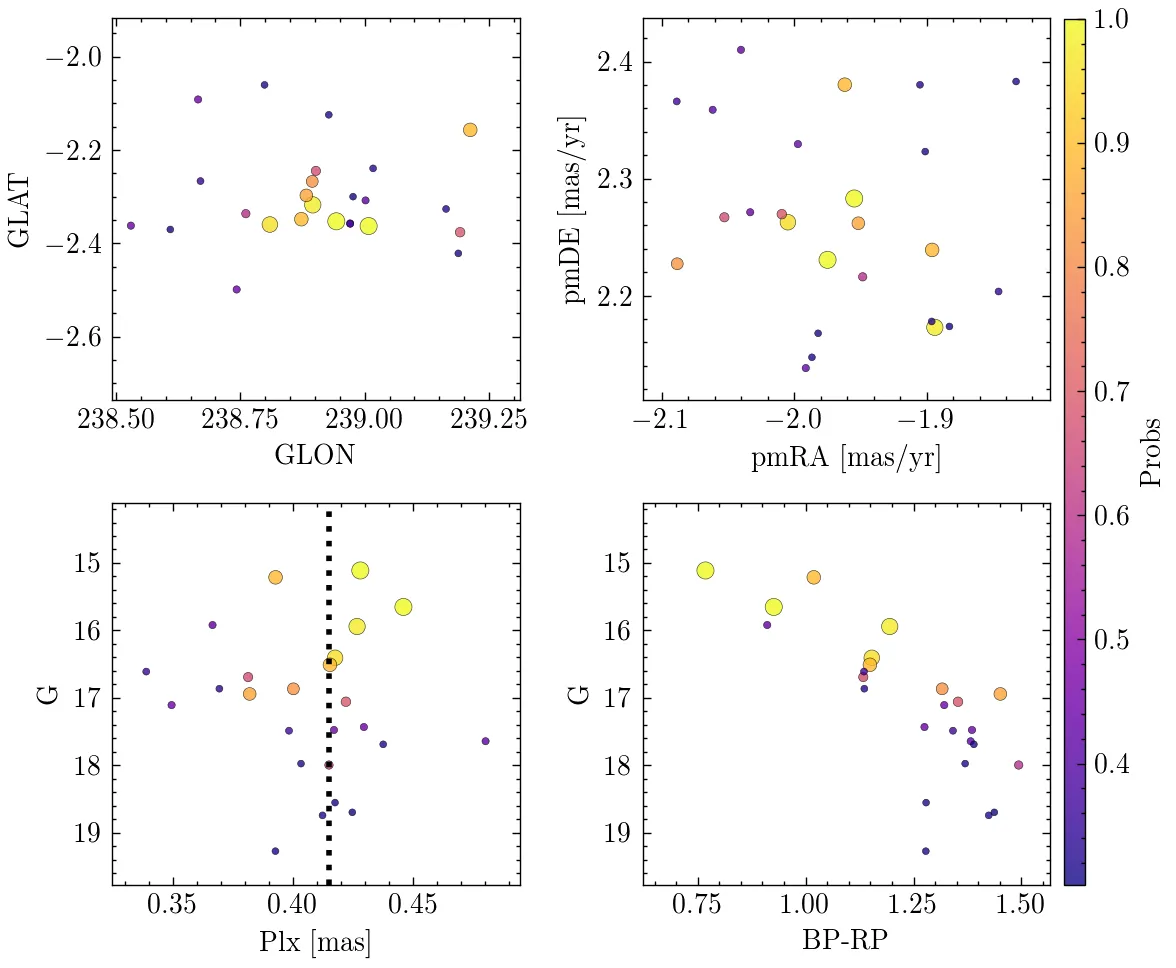 −2.0
−2.2
−2.4
−2.6
GLAT
238.50 238.75 239.00 239.25
GLON
2.4
2.3
2.2
pmDE [mas/yr]
−2.1 −2.0 −1.9
pmRA [mas/yr]
1.0
0.9
0.8
0.7
0.6
0.5
0.4
Probs
15
16
17
18
19
G
0.35 0.40 0.45
Plx [mas]
15
16
17
18
19
G
0.75 1.00 1.25 1.50
BP-RP